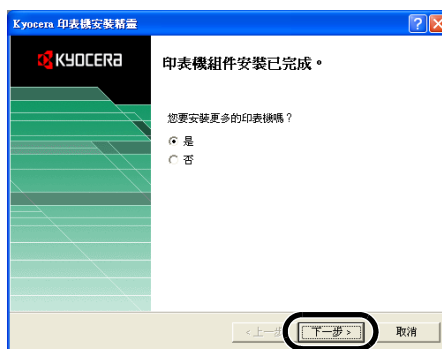 Kyocera 印表機安裝精靈
KYOCERA
印表機組件安裝已完成。
您要安裝更多的印表機嗎?
是
否
<上一步
下一步 >
取消